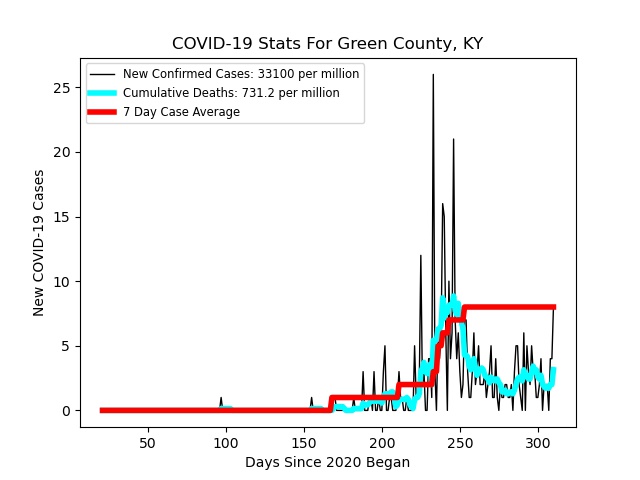 COVID-19 Stats For Green County, KY
New Confirmed Cases: 33100 per million
Cumulative Deaths: 731.2 per million
7 Day Case Average
New COVID-19 Cases
25
20
15
10
5
0
50 100 150 200 250 300
Days Since 2020 Began